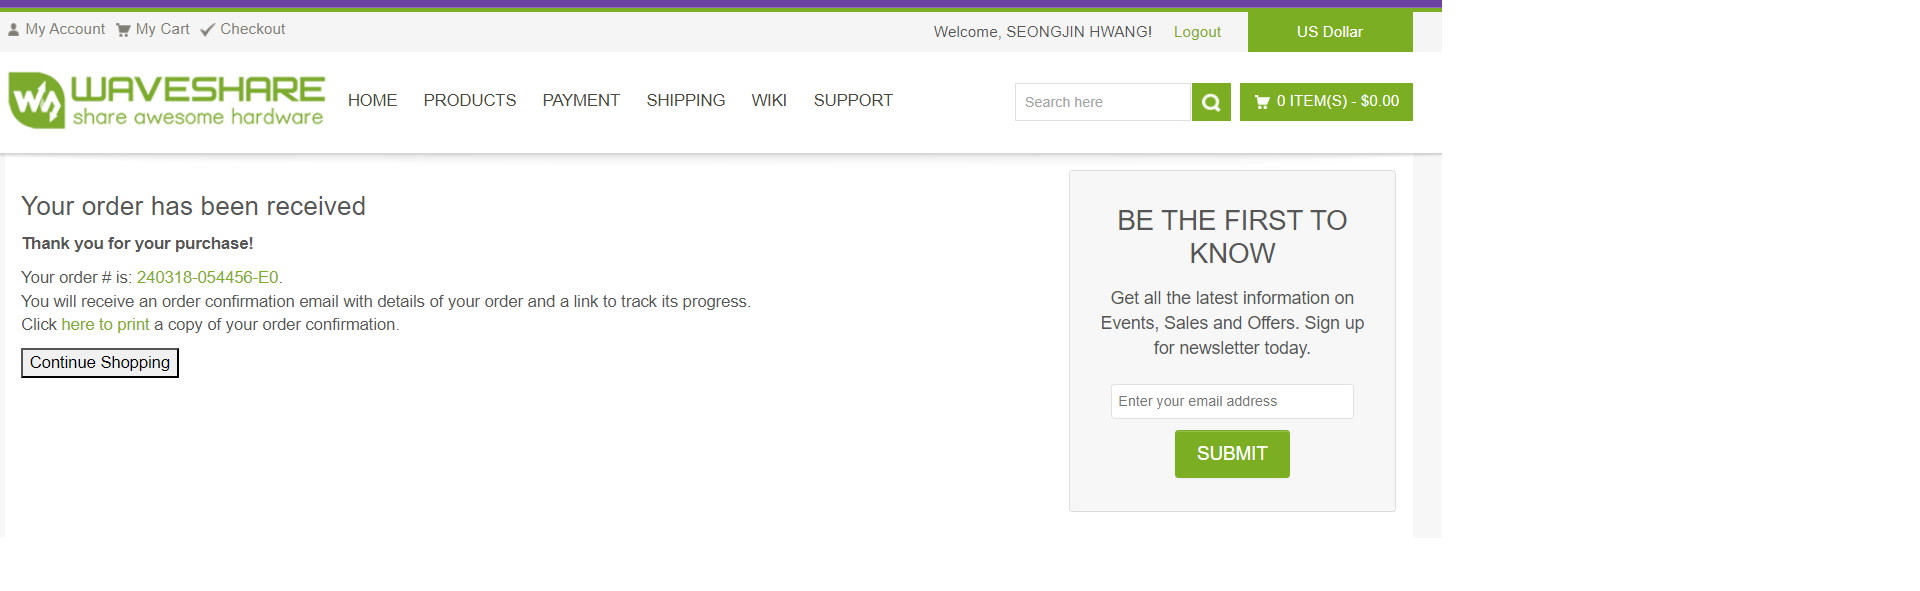 My Account My Cart Checkout
Welcome, SEONGJIN HWANG! Logout US Dollar
WAVESHARE
share awesome hardware
HOME PRODUCTS PAYMENT SHIPPING WIKI SUPPORT
Search here
0 ITEM(S) - $0.00
Your order has been received
Thank you for your purchase!
Your order # is: 240318-054456-E0.
You will receive an order confirmation email with details of your order and a link to track its progress.
Click here to print a copy of your order confirmation.
Continue Shopping
BE THE FIRST TO
KNOW
Get all the latest information on
Events, Sales and Offers. Sign up
for newsletter today.
Enter your email address
SUBMIT